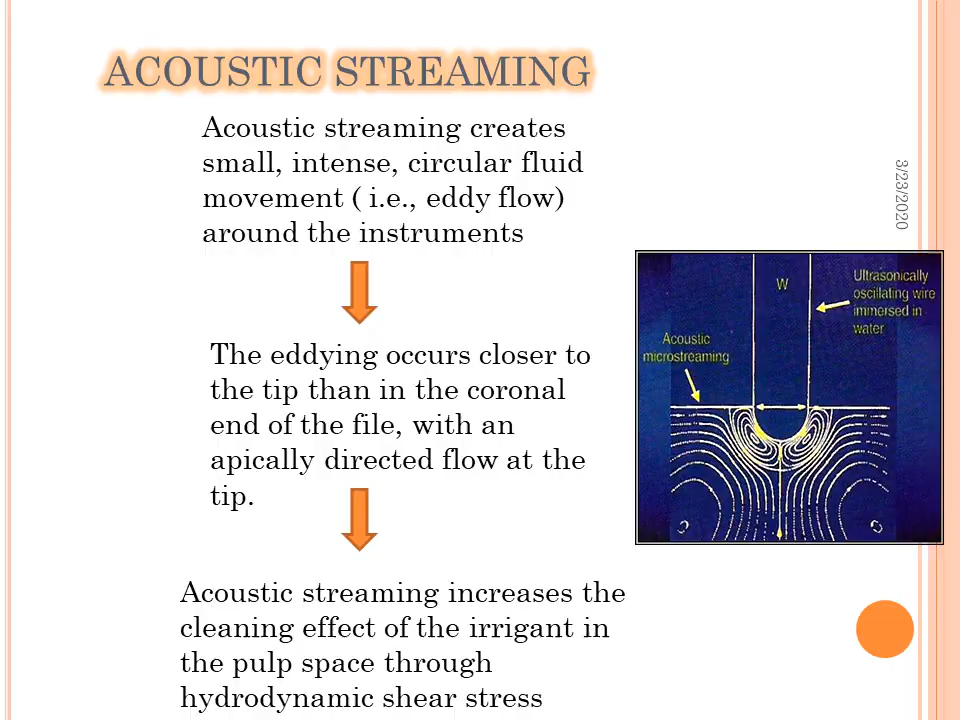 ACOUSTIC STREAMING
Acoustic streaming creates
small, intense, circular fluid
movement ( i.e., eddy flow)
around the instruments
3/23/2020
The eddying occurs closer to
the tip than in the coronal
end of the file, with an
apically directed flow at the
tip.
W
Ultrasonically
oscillating wire
immersed in
water
Acoustic
microstreaming
Acoustic streaming increases the
cleaning effect of the irrigant in
the pulp space through
hydrodynamic shear stress